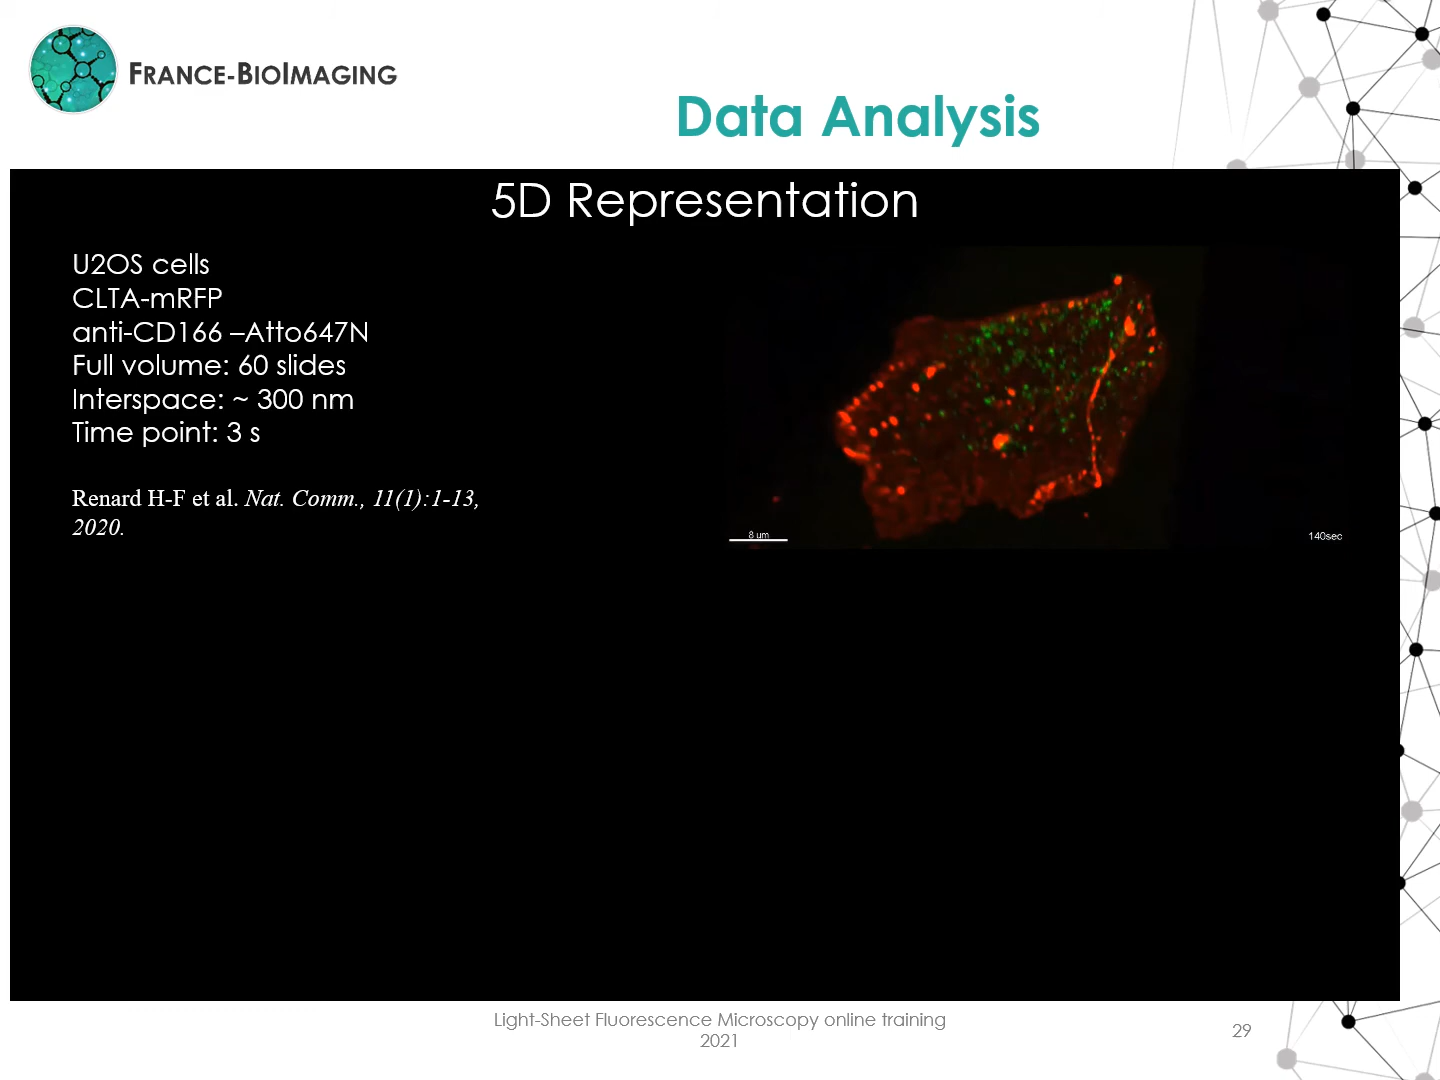 FRANCE-BIOIMAGING
Data Analysis
5D Representation
U2OS cells
CLTA-mRFP
anti-CD166 –Atto647N
Full volume: 60 slides
Interspace: ~ 300 nm
Time point: 3 s
Renard H-F et al. Nat. Comm., 11(1):1-13,
2020.
8 um
140sec
Light-Sheet Fluorescence Microscopy online training
2021
29